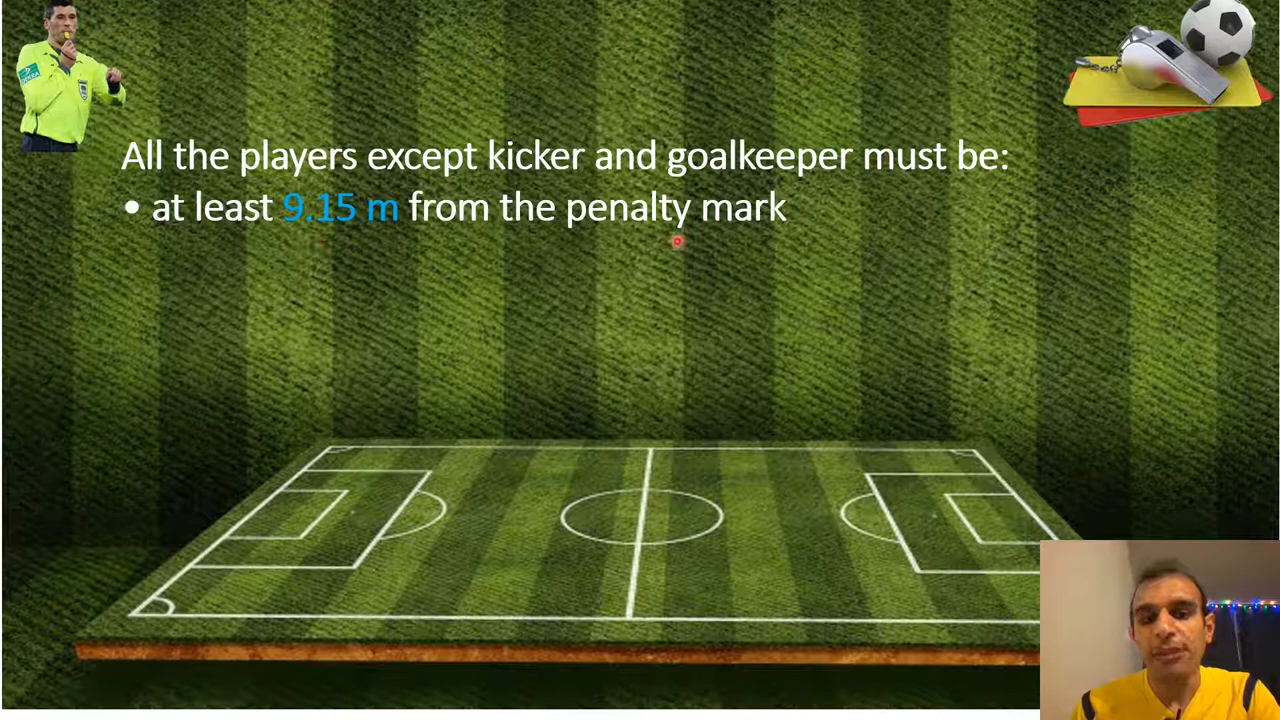 All the players except kicker and goalkeeper must be:
• at least 9.15 m from the penalty mark